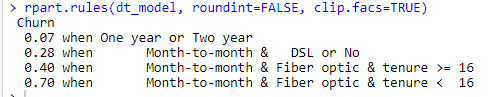 > rpart.rules(dt_model, roundint=FALSE, clip.facs=TRUE)
Churn
0.07 when One year or Two year
0.28 when Month-to-month & DSL or No
0.40 when Month-to-month & Fiber optic & tenure >= 16
0.70 when Month-to-month & Fiber optic & tenure < 16
>